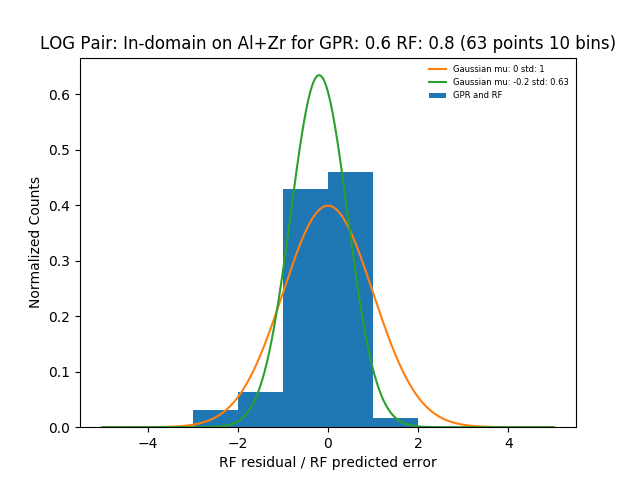 LOG Pair: In-domain on Al+Zr for GPR: 0.6 RF: 0.8 (63 points 10 bins)
Gaussian mu: 0 std: 1
Gaussian mu: -0.2 std: 0.63
GPR and RF
Normalized Counts
0.6
0.5
0.4
0.3
0.2
0.1
0.0
−4
−2
0
2
4
RF residual / RF predicted error